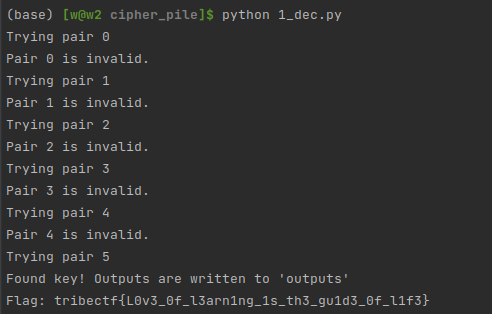 (base) [w@w2 cipher_pile]$ python 1_dec.py
Trying pair 0
Pair 0 is invalid.
Trying pair 1
Pair 1 is invalid.
Trying pair 2
Pair 2 is invalid.
Trying pair 3
Pair 3 is invalid.
Trying pair 4
Pair 4 is invalid.
Trying pair 5
Found key! Outputs are written to 'outputs'
Flag: tribectf{L0v3_0f_l3arn1ng_1s_th3_gu1d3_0f_l1f3}